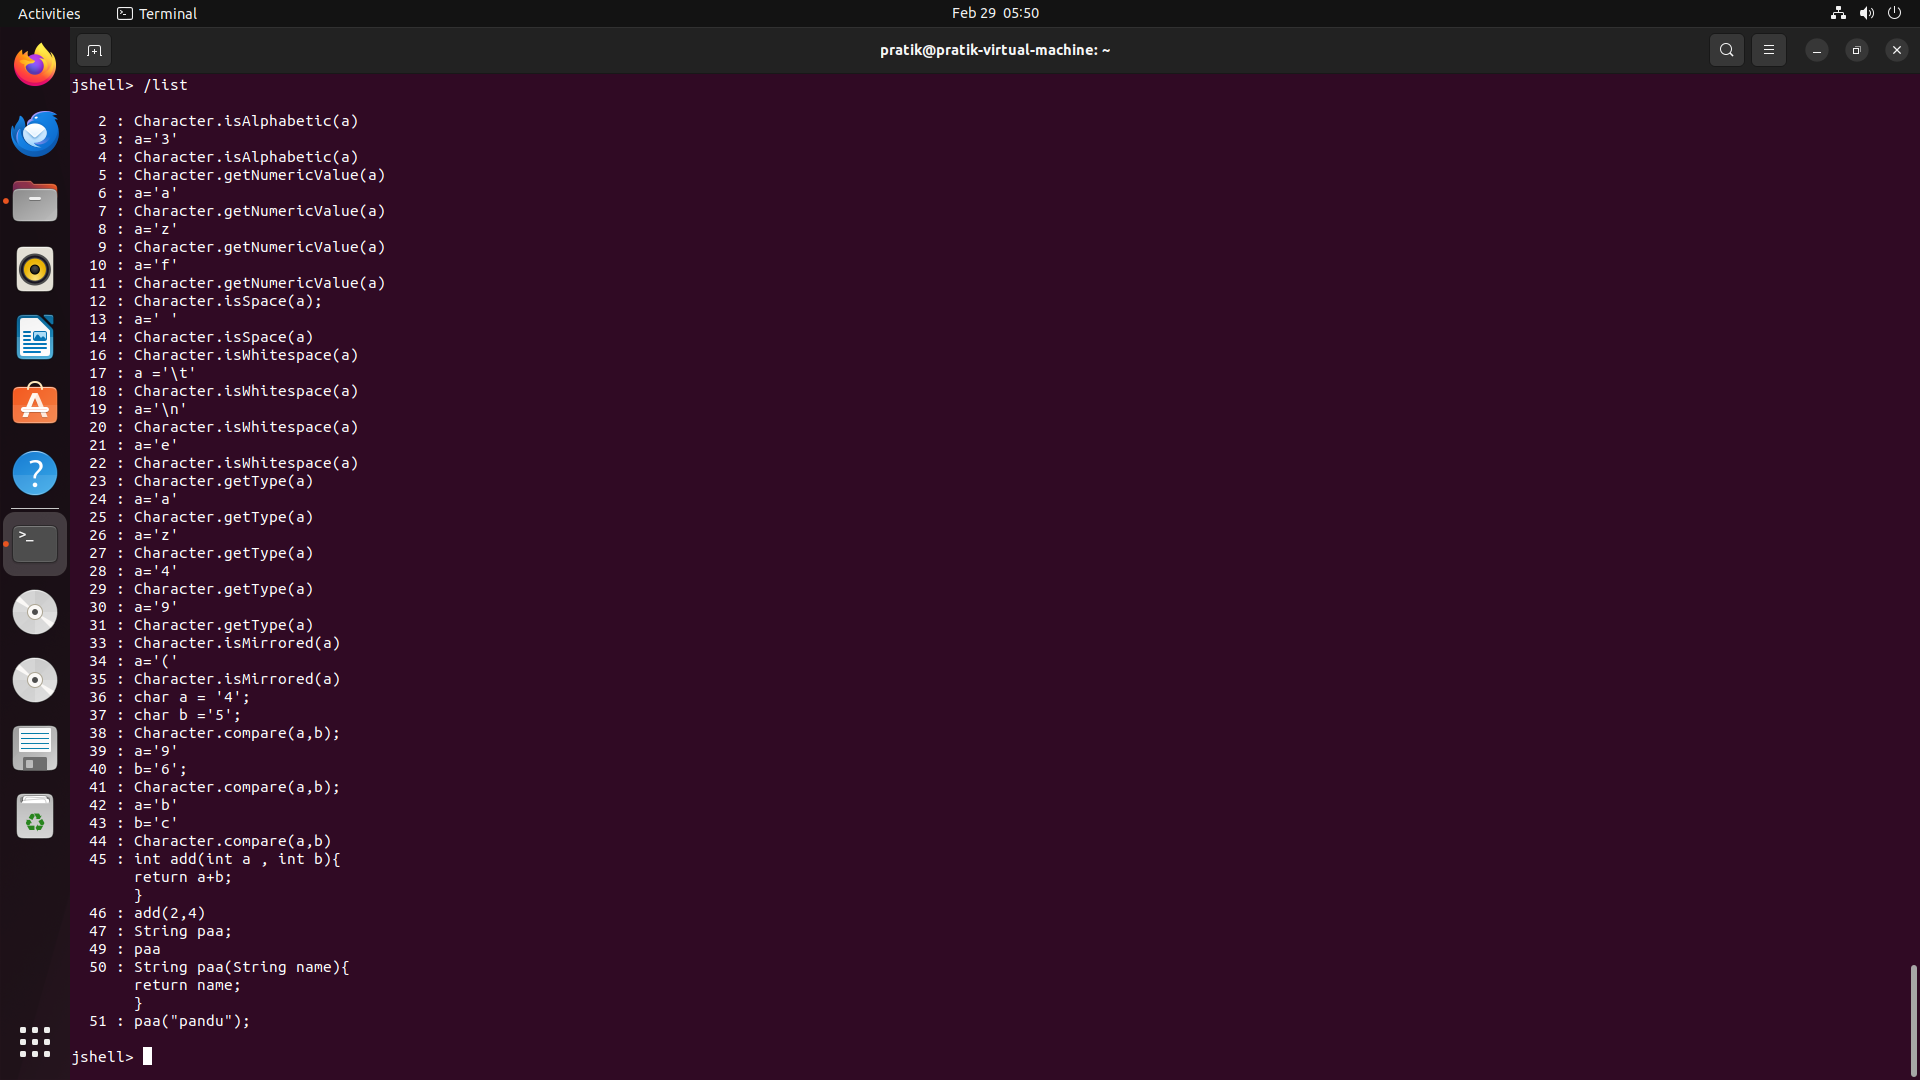 Activities Terminal Feb 29 05:50
pratik@pratik-virtual-machine: ~
jshell> /list
2 : Character.isAlphabetic(a)
3 : a='3'
4 : Character.isAlphabetic(a)
5 : Character.getNumericValue(a)
6 : a='a'
7 : Character.getNumericValue(a)
8 : a='z'
9 : Character.getNumericValue(a)
10 : a='f'
11 : Character.getNumericValue(a)
12 : Character.isSpace(a);
13 : a=' '
14 : Character.isSpace(a)
16 : Character.isWhitespace(a)
17 : a ='\t'
18 : Character.isWhitespace(a)
19 : a='\n'
20 : Character.isWhitespace(a)
21 : a='e'
22 : Character.isWhitespace(a)
23 : Character.getType(a)
24 : a='a'
25 : Character.getType(a)
26 : a='z'
27 : Character.getType(a)
28 : a='4'
29 : Character.getType(a)
30 : a='9'
31 : Character.getType(a)
33 : Character.isMirrored(a)
34 : a='('
35 : Character.isMirrored(a)
36 : char a = '4';
37 : char b ='5';
38 : Character.compare(a,b);
39 : a='9'
40 : b='6';
41 : Character.compare(a,b);
42 : a='b'
43 : b='c'
44 : Character.compare(a,b)
45 : int add(int a , int b){
return a+b;
}
46 : add(2,4)
47 : String paa;
49 : paa
50 : String paa(String name){
return name;
}
51 : paa("pandu");
jshell>